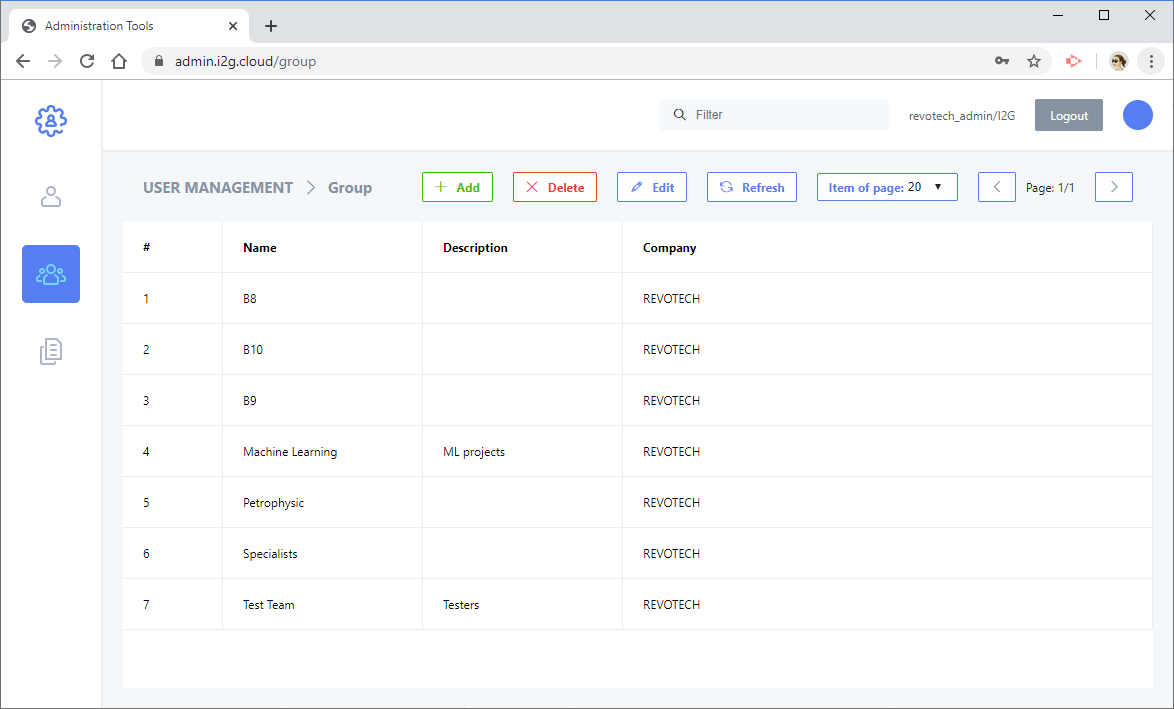 Administration Tools
admin.i2g.cloud/group
Filter
revotech_admin/I2G
Logout
USER MANAGEMENT > Group
Add
Delete
Edit
Refresh
Item of page: 20
Page: 1/1
# Name Description Company
1 B8 REVOTECH
2 B10 REVOTECH
3 B9 REVOTECH
4 Machine Learning ML projects REVOTECH
5 Petrophysic REVOTECH
6 Specialists REVOTECH
7 Test Team Testers REVOTECH